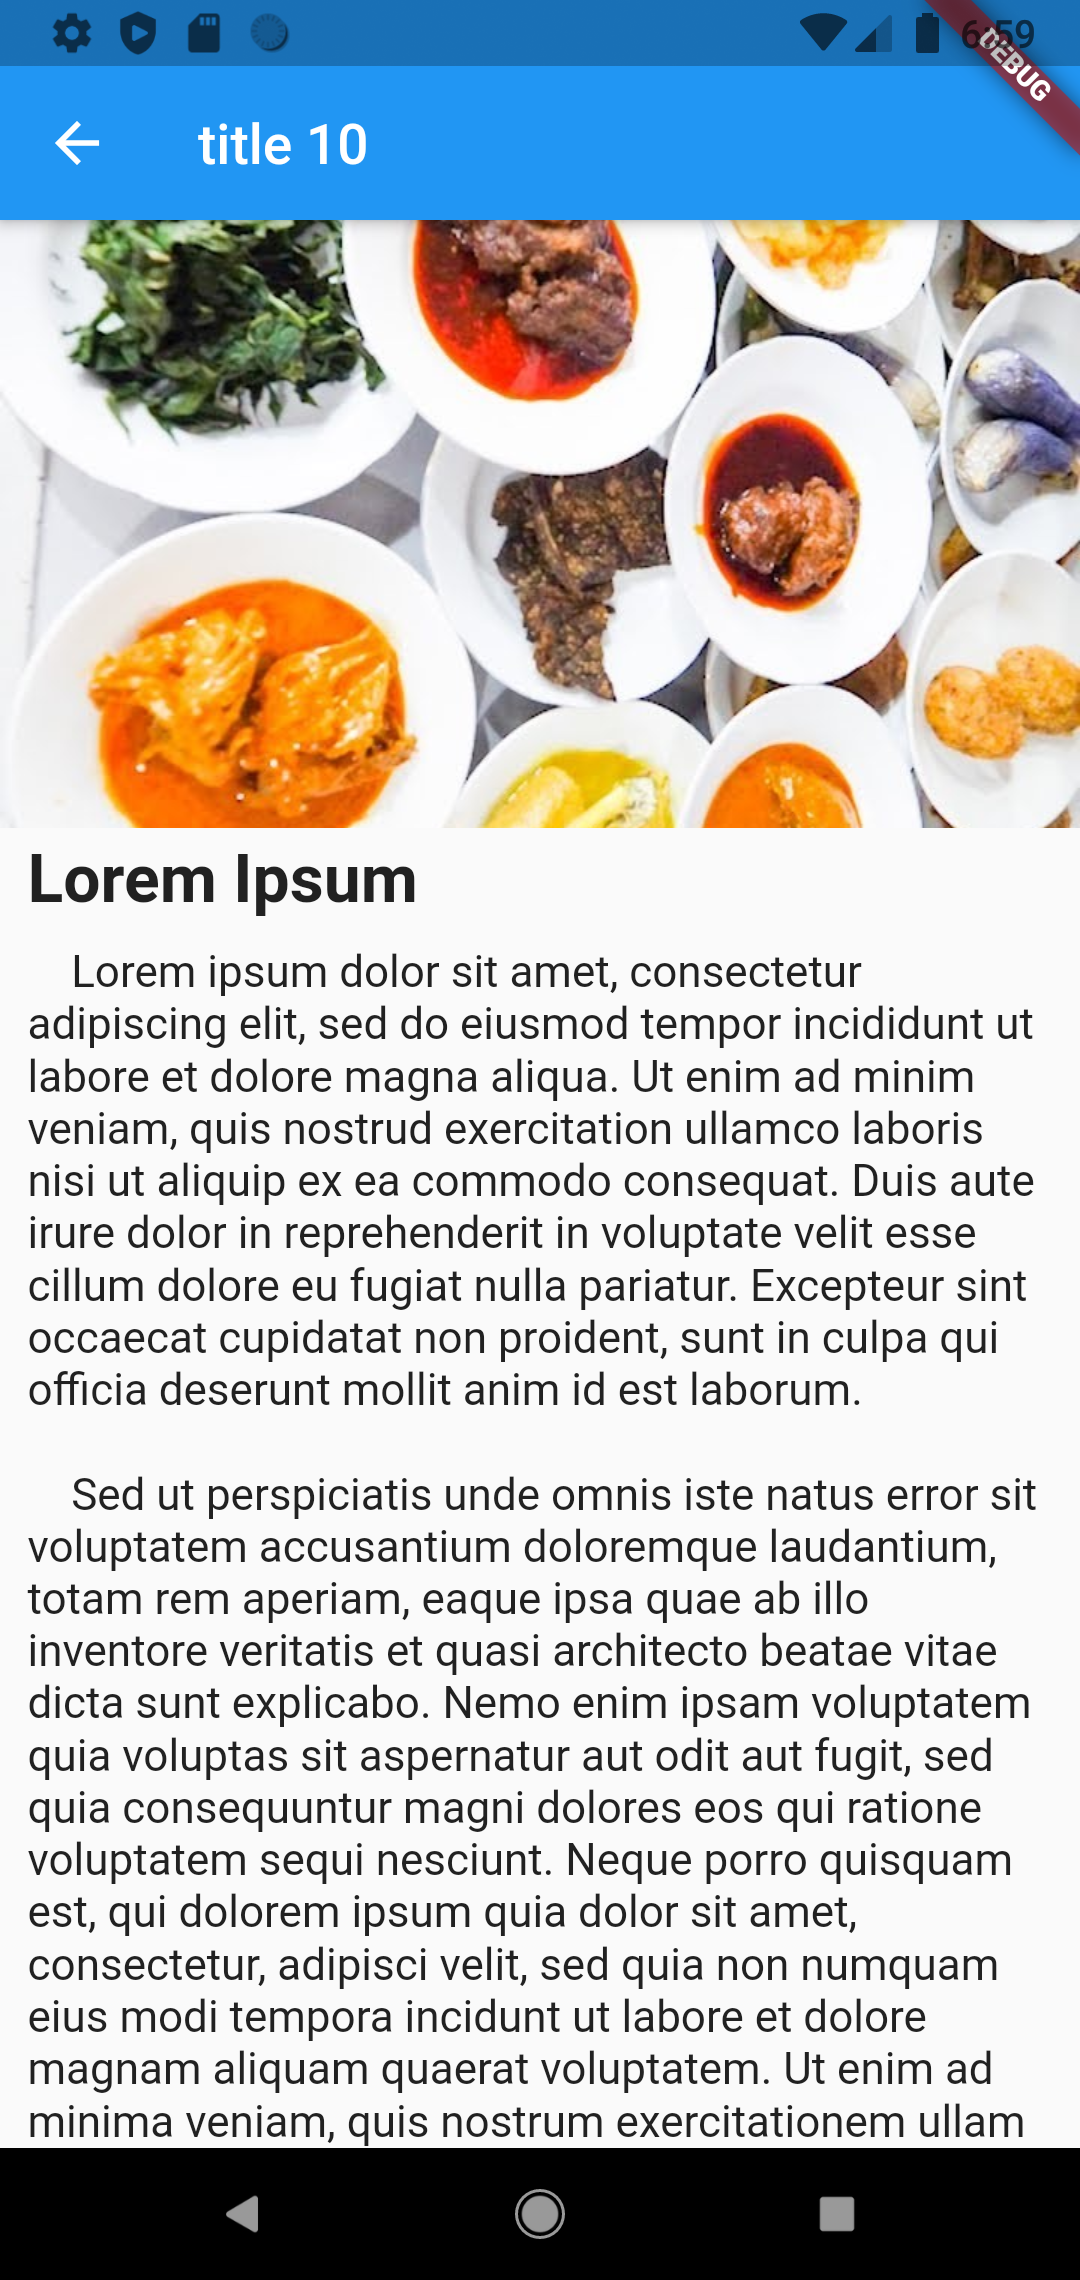 6:59
DEBUG
title 10
Lorem Ipsum
Lorem ipsum dolor sit amet, consectetur
adipiscing elit, sed do eiusmod tempor incididunt ut
labore et dolore magna aliqua. Ut enim ad minim
veniam, quis nostrud exercitation ullamco laboris
nisi ut aliquip ex ea commodo consequat. Duis aute
irure dolor in reprehenderit in voluptate velit esse
cillum dolore eu fugiat nulla pariatur. Excepteur sint
occaecat cupidatat non proident, sunt in culpa qui
officia deserunt mollit anim id est laborum.
Sed ut perspiciatis unde omnis iste natus error sit
voluptatem accusantium doloremque laudantium,
totam rem aperiam, eaque ipsa quae ab illo
inventore veritatis et quasi architecto beatae vitae
dicta sunt explicabo. Nemo enim ipsam voluptatem
quia voluptas sit aspernatur aut odit aut fugit, sed
quia consequuntur magni dolores eos qui ratione
voluptatem sequi nesciunt. Neque porro quisquam
est, qui dolorem ipsum quia dolor sit amet,
consectetur, adipisci velit, sed quia non numquam
eius modi tempora incidunt ut labore et dolore
magnam aliquam quaerat voluptatem. Ut enim ad
minima veniam, quis nostrum exercitationem ullam